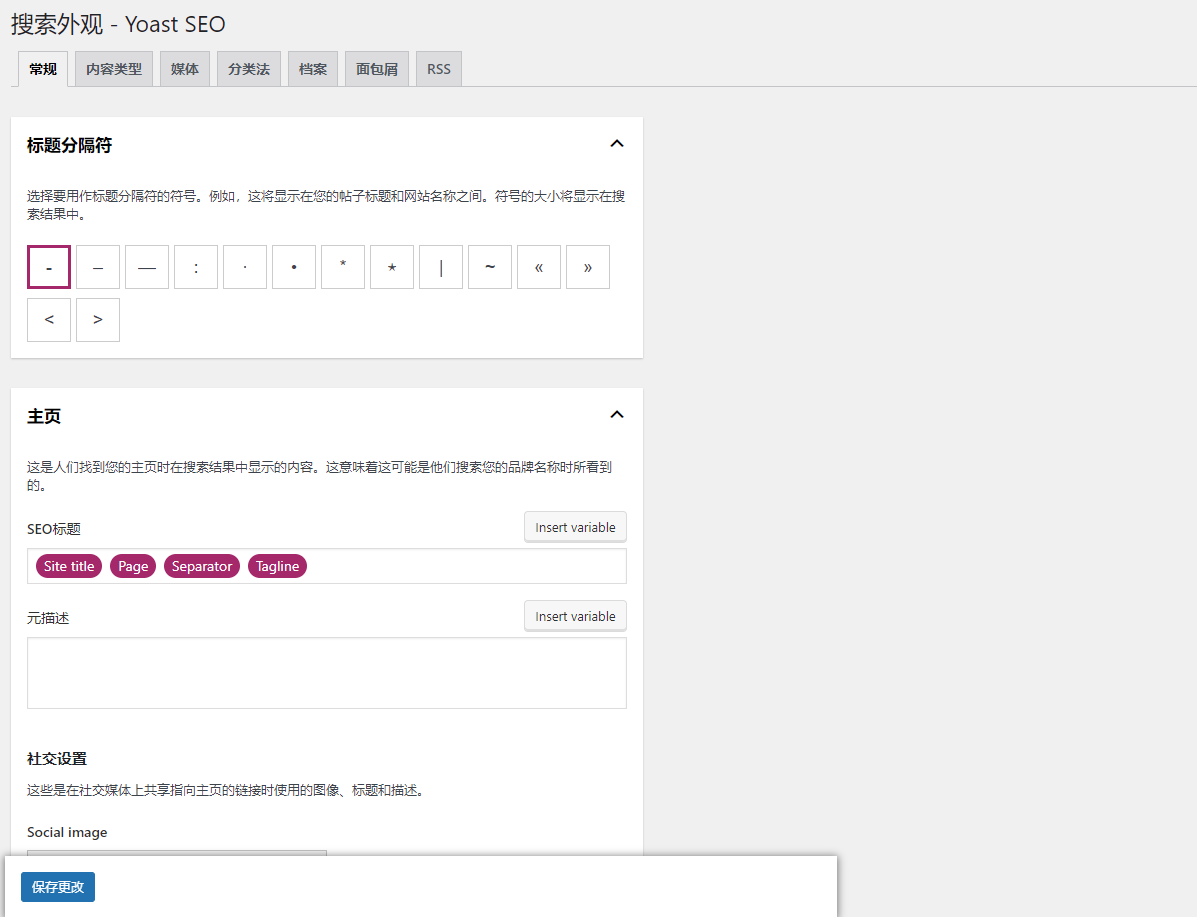 搜索外观 - Yoast SEO
常规 内容类型 媒体 分类法 档案 面包屑 RSS
标题分隔符
选择要用作标题分隔符的符号。例如，这将显示在您的帖子标题和网站名称之间。符号的大小将显示在搜
索结果中。
- – — : · • * ⋆ | ~ « »
< >
主页
这是人们找到您的主页时在搜索结果中显示的内容。这意味着这可能是他们搜索您的品牌名称时所看到
的。
SEO标题 Insert variable
Site title Page Separator Tagline
元描述 Insert variable
社交设置
这些是在社交媒体上共享指向主页的链接时使用的图像、标题和描述。
Social image
保存更改